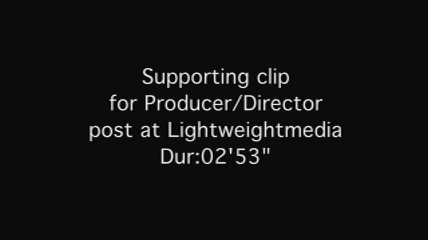 Supporting clip
for Producer/Director
post at Lightweightmedia
Dur:02'53"